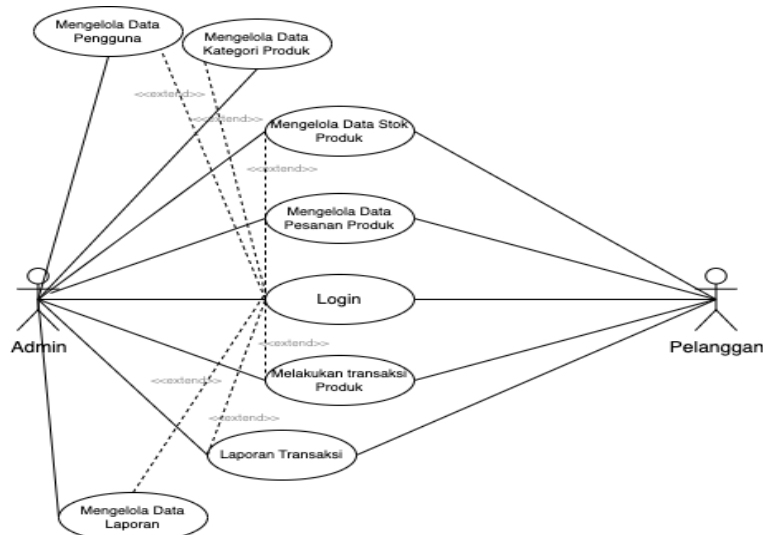 Mengelola Data
Pengguna
Mengelola Data
Kategori Produk
<<extend>>
<<extend>>
Mengelola Data Stok
Produk
<<extend>>
Mengelola Data
Pesanan Produk
Login
Admin
Pelanggan
<<extend>>
Melakukan transaksi
Produk
<<extend>>
<<extend>>
Laporan Transaksi
Mengelola Data
Laporan